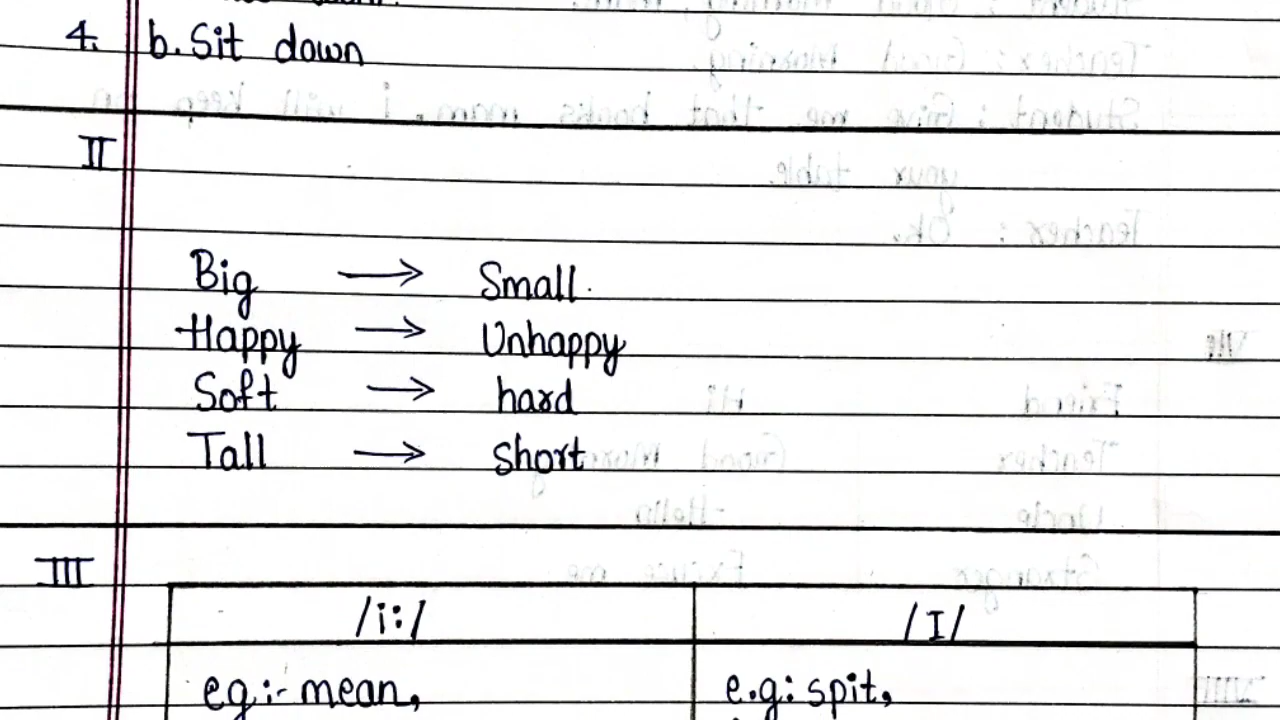 4. b. Sit down
II
Big → Small.
Happy → Unhappy
Soft → hard
Tall → short
III
/i:/ /I/
eg:- mean, e.g: spit,